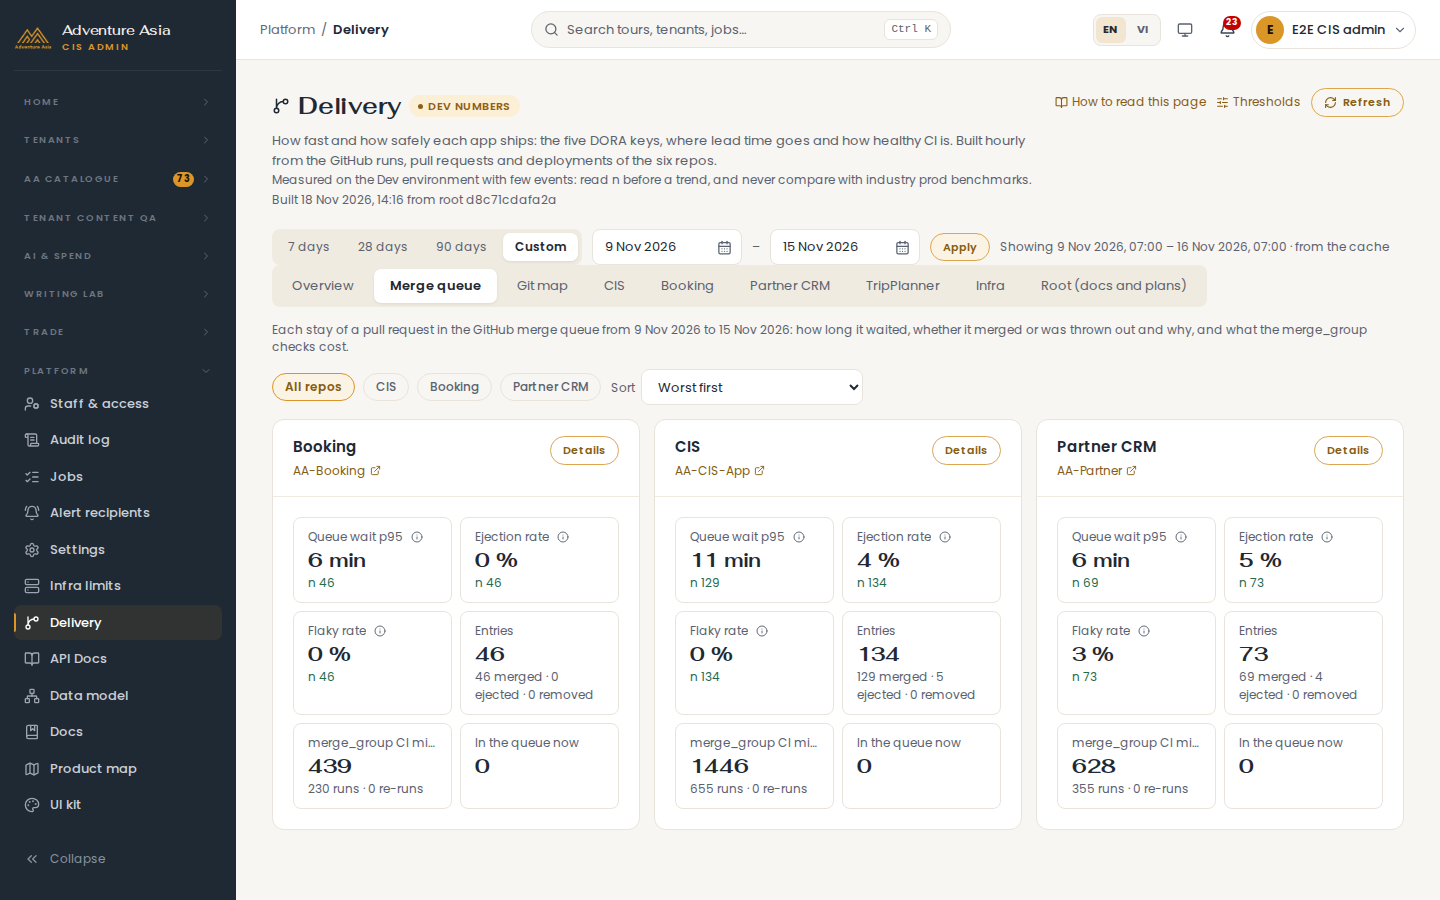 Adventure Asia
CIS ADMIN
HOME
TENANTS
AA CATALOGUE 73
TENANT CONTENT QA
AI & SPEND
WRITING LAB
TRADE
PLATFORM
Staff & access
Audit log
Jobs
Alert recipients
Settings
Infra limits
Delivery
API Docs
Data model
Docs
Product map
UI kit
Collapse
Platform / Delivery
Search tours, tenants, jobs... Ctrl K
EN VI
23
E E2E CIS admin
Delivery DEV NUMBERS
How to read this page Thresholds Refresh
How fast and how safely each app ships: the five DORA keys, where lead time goes and how healthy CI is. Built hourly
from the GitHub runs, pull requests and deployments of the six repos.
Measured on the Dev environment with few events: read n before a trend, and never compare with industry prod benchmarks.
Built 18 Nov 2026, 14:16 from root d8c71cdafa2a
7 days 28 days 90 days Custom 9 Nov 2026 – 15 Nov 2026 Apply Showing 9 Nov 2026, 07:00 – 16 Nov 2026, 07:00 · from the cache
Overview Merge queue Git map CIS Booking Partner CRM TripPlanner Infra Root (docs and plans)
Each stay of a pull request in the GitHub merge queue from 9 Nov 2026 to 15 Nov 2026: how long it waited, whether it merged or was thrown out and why, and what the merge_group
checks cost.
All repos CIS Booking Partner CRM Sort Worst first
Booking
AA-Booking
Details
Queue wait p95
6 min
n 46
Ejection rate
0 %
n 46
Flaky rate
0 %
n 46
Entries
46
46 merged · 0
ejected · 0 removed
merge_group CI mi...
439
230 runs · 0 re-runs
In the queue now
0
CIS
AA-CIS-App
Details
Queue wait p95
11 min
n 129
Ejection rate
4 %
n 134
Flaky rate
0 %
n 134
Entries
134
129 merged · 5
ejected · 0 removed
merge_group CI mi...
1446
655 runs · 0 re-runs
In the queue now
0
Partner CRM
AA-Partner
Details
Queue wait p95
6 min
n 69
Ejection rate
5 %
n 73
Flaky rate
3 %
n 73
Entries
73
69 merged · 4
ejected · 0 removed
merge_group CI mi...
628
355 runs · 0 re-runs
In the queue now
0